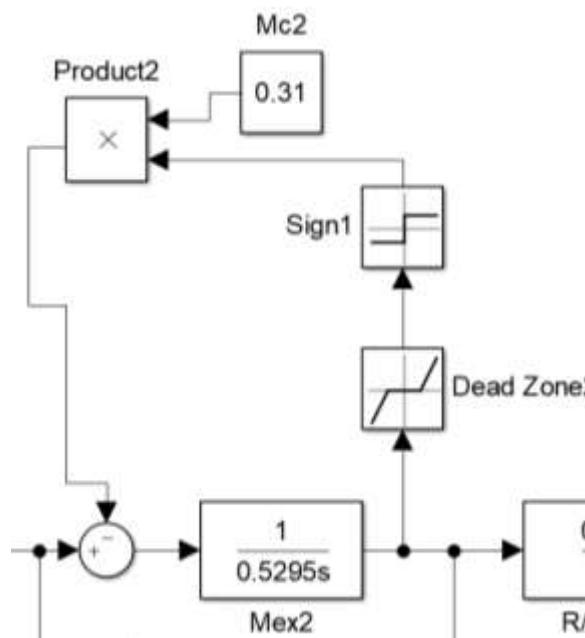 Mc2
Product2
0.31
×
Sign1
Dead Zone
+
−
1
0.5295s
Mex2
R/